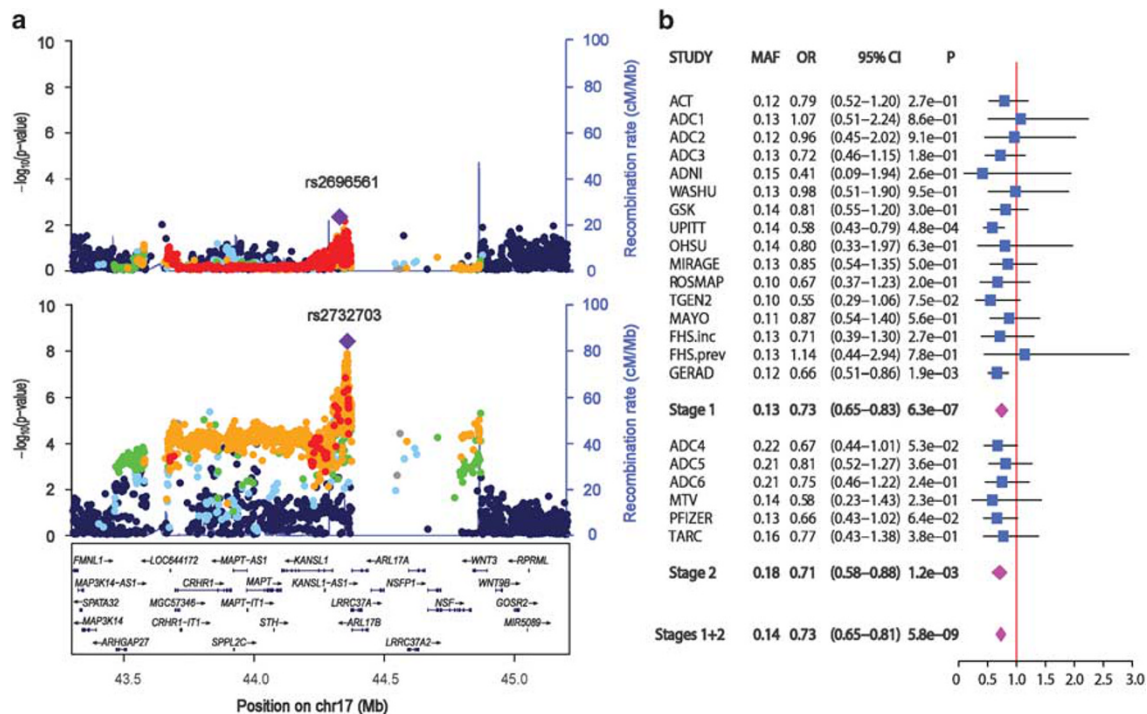 a
10
8
6
4
2
0
−log10(p−value)
100
80
60
40
20
0
Recombination rate (cM/Mb)
rs2696561
10
8
6
4
2
0
−log10(p−value)
100
80
60
40
20
0
Recombination rate (cM/Mb)
rs2732703
FMNL1→ ←LOC644172 ←MAPT−AS1 ←KANSL1 ←ARL17A ←WNT3 ←RPRML
MAP3K14−AS1→ CRHR1→ MAPT→ KANSL1−AS1→ NSFP1→ WNT9B→
←SPATA32 MGC57346→ MAPT−IT1→ LRRC37A→ NSF→ GOSR2→
←MAP3K14 CRHR1−IT1→ STH→ ←ARL17B MIR5089→
←ARHGAP27 SPPL2C→ LRRC37A2→
43.5 44.0 44.5 45.0
Position on chr17 (Mb)
b
STUDY MAF OR 95% CI P
ACT 0.12 0.79 (0.52−1.20) 2.7e−01
ADC1 0.13 1.07 (0.51−2.24) 8.6e−01
ADC2 0.12 0.96 (0.45−2.02) 9.1e−01
ADC3 0.13 0.72 (0.46−1.15) 1.8e−01
ADNI 0.15 0.41 (0.09−1.94) 2.6e−01
WASHU 0.13 0.98 (0.51−1.90) 9.5e−01
GSK 0.14 0.81 (0.55−1.20) 3.0e−01
UPITT 0.14 0.58 (0.43−0.79) 4.8e−04
OHSU 0.14 0.80 (0.33−1.97) 6.3e−01
MIRAGE 0.13 0.85 (0.54−1.35) 5.0e−01
ROSMAP 0.10 0.67 (0.37−1.23) 2.0e−01
TGEN2 0.10 0.55 (0.29−1.06) 7.5e−02
MAYO 0.11 0.87 (0.54−1.40) 5.6e−01
FHS.inc 0.13 0.71 (0.39−1.30) 2.7e−01
FHS.prev 0.13 1.14 (0.44−2.94) 7.8e−01
GERAD 0.12 0.66 (0.51−0.86) 1.9e−03
Stage 1 0.13 0.73 (0.65−0.83) 6.3e−07
ADC4 0.22 0.67 (0.44−1.01) 5.3e−02
ADC5 0.21 0.81 (0.52−1.27) 3.6e−01
ADC6 0.21 0.75 (0.46−1.22) 2.4e−01
MTV 0.14 0.58 (0.23−1.43) 2.3e−01
PFIZER 0.13 0.66 (0.43−1.02) 6.4e−02
TARC 0.16 0.77 (0.43−1.38) 3.8e−01
Stage 2 0.18 0.71 (0.58−0.88) 1.2e−03
Stages 1+2 0.14 0.73 (0.65−0.81) 5.8e−09
0 0.5 1.0 1.5 2.0 2.5 3.0